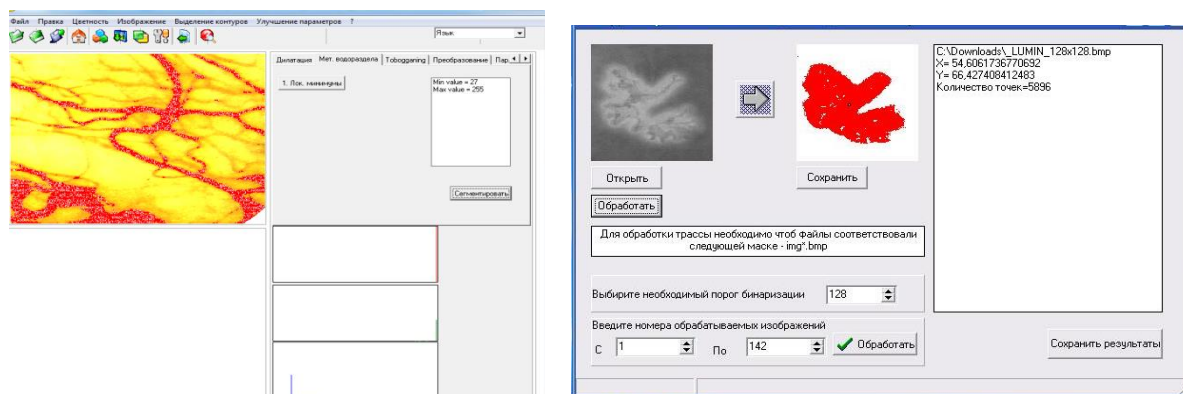 Файл Правка Цветность Изображение Выделение контуров Улучшение параметров ?
Язык
Дилатация Мет. водораздела Tobogganing Преобразование Пар.
1. Лок. минимумы
Min value = 27
Max value = 255
Сегментировать
C:\Downloads\_LUMIN_128x128.bmp
X= 54,6061736770692
Y= 66,427408412483
Количество точек=5896
Открыть
Сохранить
Обработать
Для обработки трассы необходимо чтоб файлы соответствовали
следующей маске - img*.bmp
Выбирите необходимый порог бинаризации 128
Введите номера обрабатываемых изображений
С 1 По 142 Обработать
Сохранить результаты